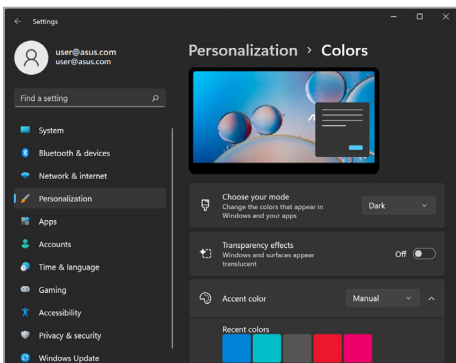 Settings
user@asus.com
user@asus.com
Find a setting
System
Bluetooth & devices
Network & internet
Personalization
Apps
Accounts
Time & language
Gaming
Accessibility
Privacy & security
Windows Update
Personalization > Colors
Choose your mode
Change the colors that appear in
Windows and your apps
Dark
Transparency effects
Windows and surfaces appear
translucent
Off
Accent color
Manual
Recent colors